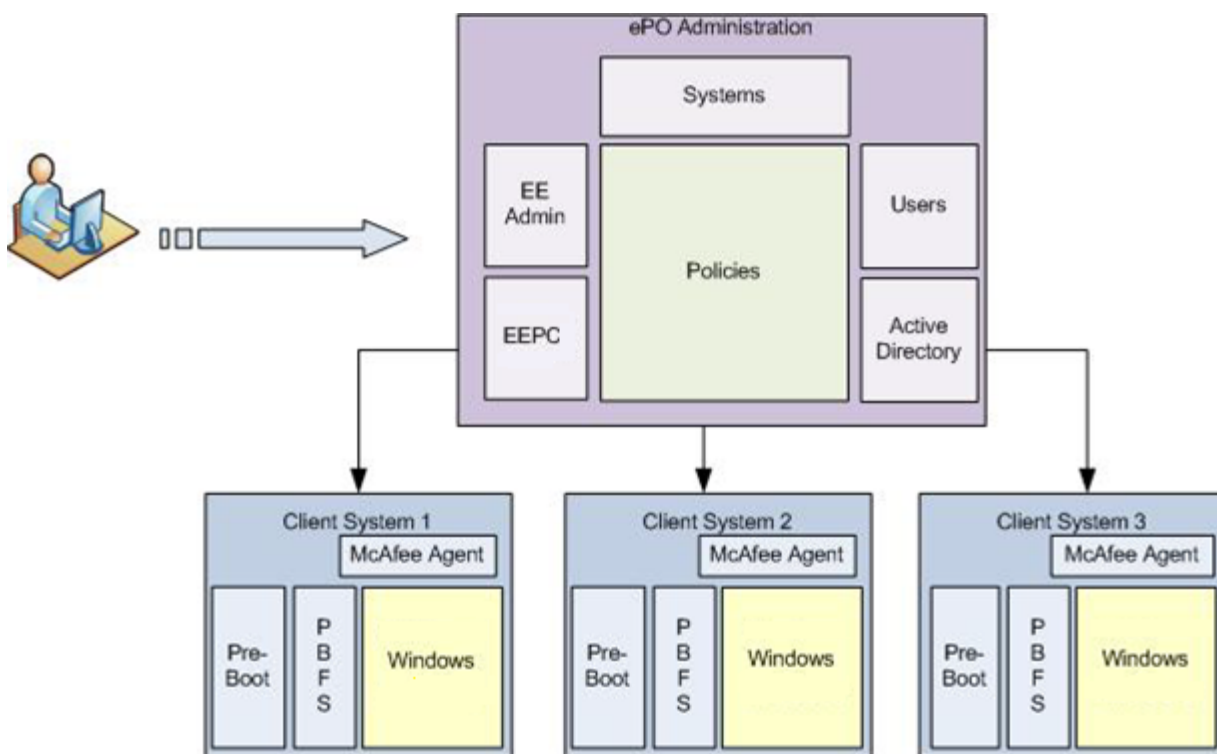 ePO Administration
Systems
EE
Admin
Users
Policies
EEPC
Active
Directory
Client System 1
McAfee Agent
Pre-
Boot
P
B
F
S
Windows
Client System 2
McAfee Agent
Pre-
Boot
P
B
F
S
Windows
Client System 3
McAfee Agent
Pre-
Boot
P
B
F
S
Windows